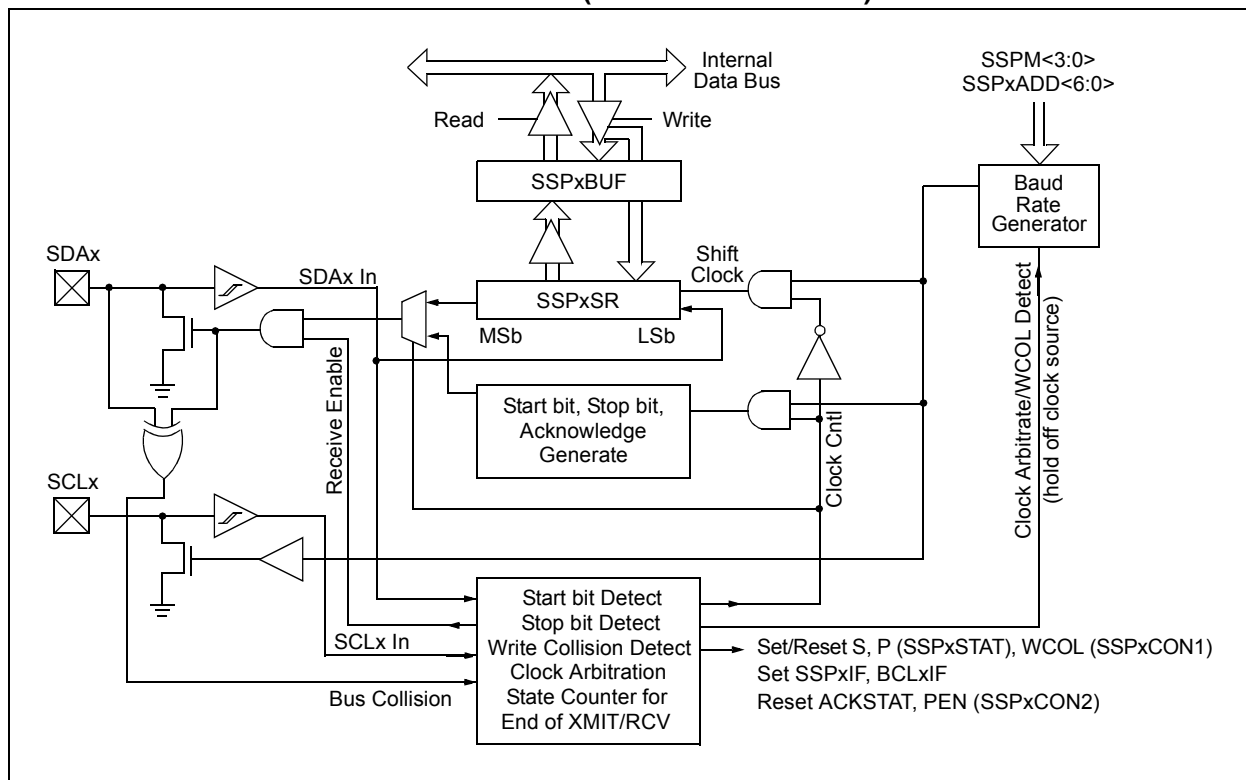 Internal
Data Bus
SSPM<3:0>
SSPxADD<6:0>
Read
Write
SSPxBUF
Baud
Rate
Generator
SDAx
SDAx In
Shift
Clock
SSPxSR
MSb
LSb
Clock Arbitrate/WCOL Detect
(hold off clock source)
Receive Enable
Start bit, Stop bit,
Acknowledge
Generate
Clock Cntl
SCLx
SCLx In
Bus Collision
Start bit Detect
Stop bit Detect
Write Collision Detect
Clock Arbitration
State Counter for
End of XMIT/RCV
Set/Reset S, P (SSPxSTAT), WCOL (SSPxCON1)
Set SSPxIF, BCLxIF
Reset ACKSTAT, PEN (SSPxCON2)